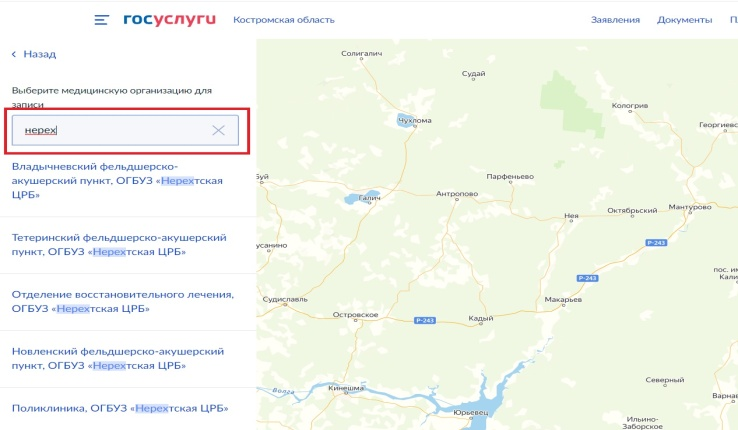 госуслуги
Костромская область
Заявления
Документы
Назад
Выберите медицинскую организацию для
записи
нерех
Владычневский фельдшерско-
акушерский пункт, ОГБУЗ «Нерехтская
ЦРБ»
Тетеринский фельдшерско-акушерский
пункт, ОГБУЗ «Нерехтская ЦРБ»
Отделение восстановительного лечения,
ОГБУЗ «Нерехтская ЦРБ»
Новленский фельдшерско-акушерский
пункт, ОГБУЗ «Нерехтская ЦРБ»
Поликлиника, ОГБУЗ «Нерехтская ЦРБ»
Солигалич
Судай
Кологрив
Чухлома
Георгиевс
Парфеньево
буй
Антропово
Галич
Мантурово
Октябрьский
Нея
усанино
Р-243
пос. им
Кали
Р-243
Судиславль
Макарьев
Островское
Р-243
Кадый
Северный
Волга
Кинешма
Варнав
Юрьевец
Ильино-
Заборское